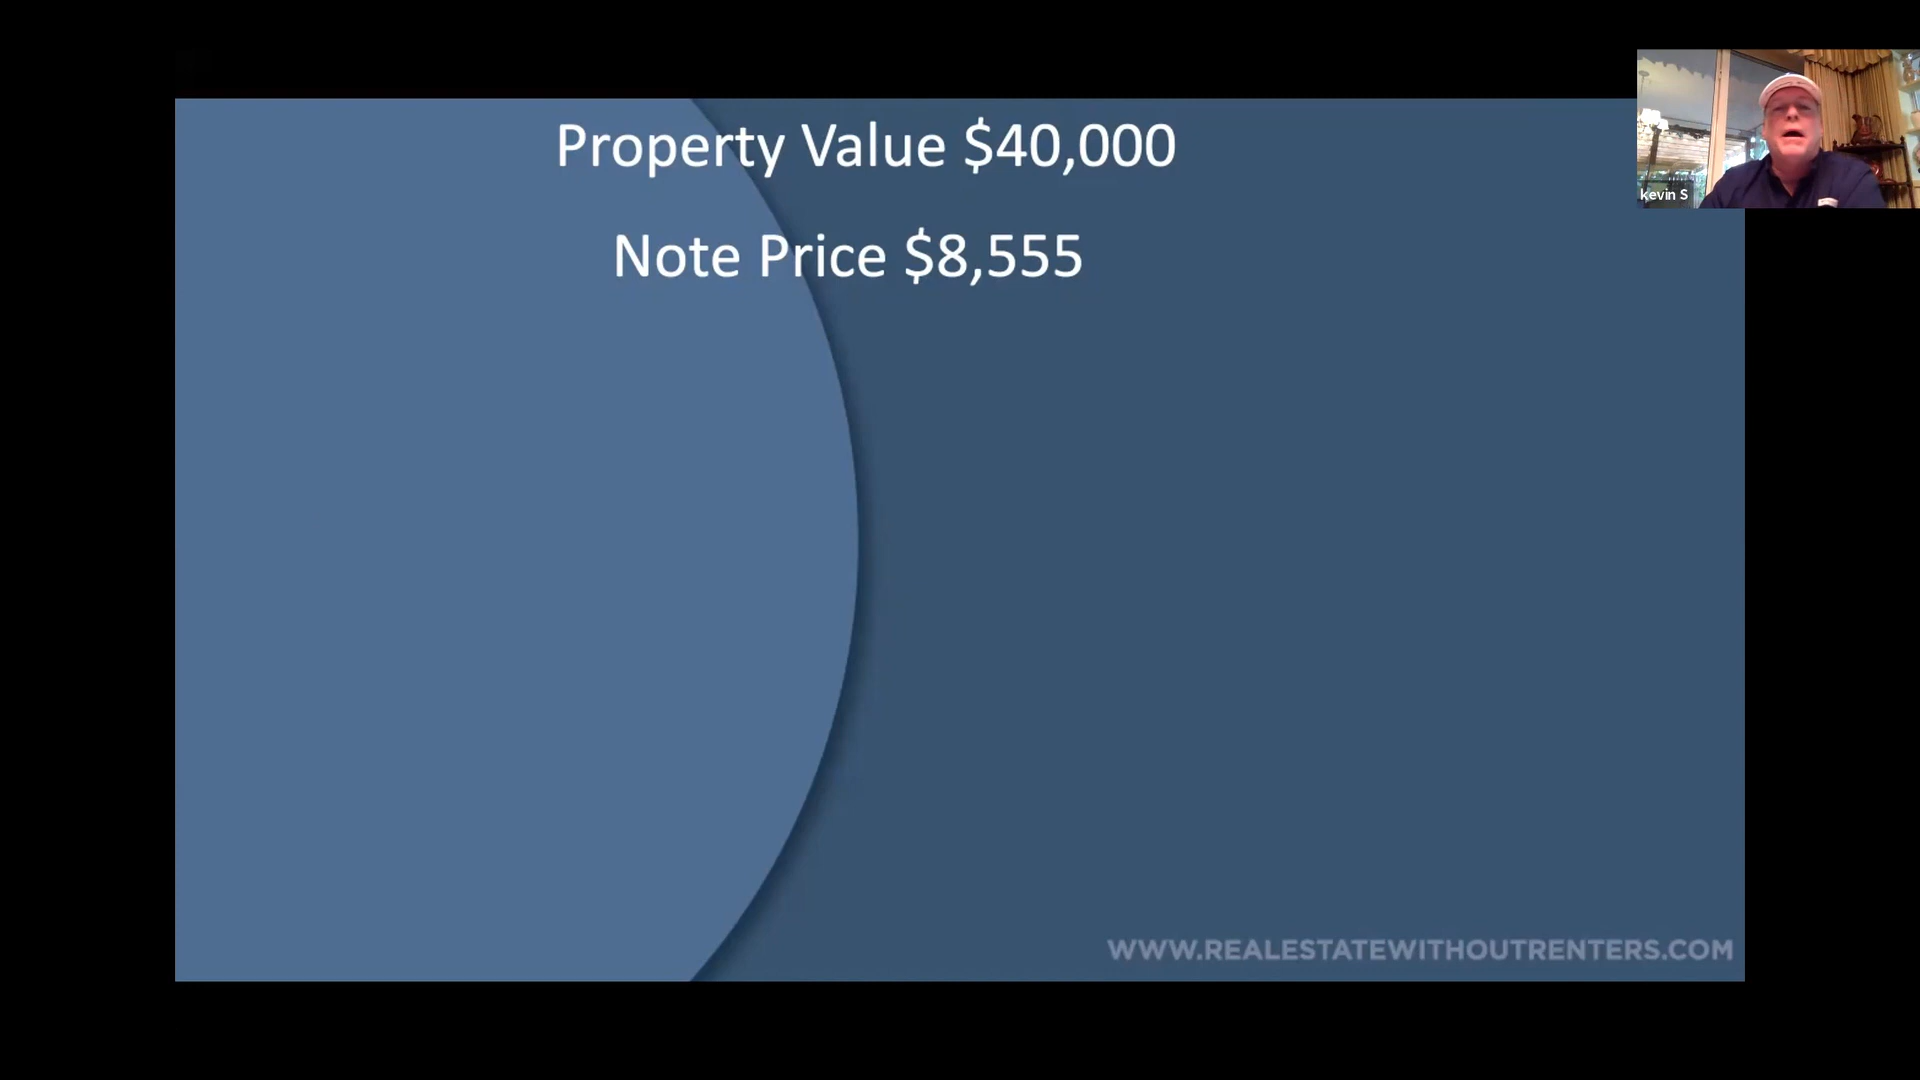 Property Value $40,000
Note Price $8,555
kevin S
WWW.REALESTATEWITHOUTRENTERS.COM